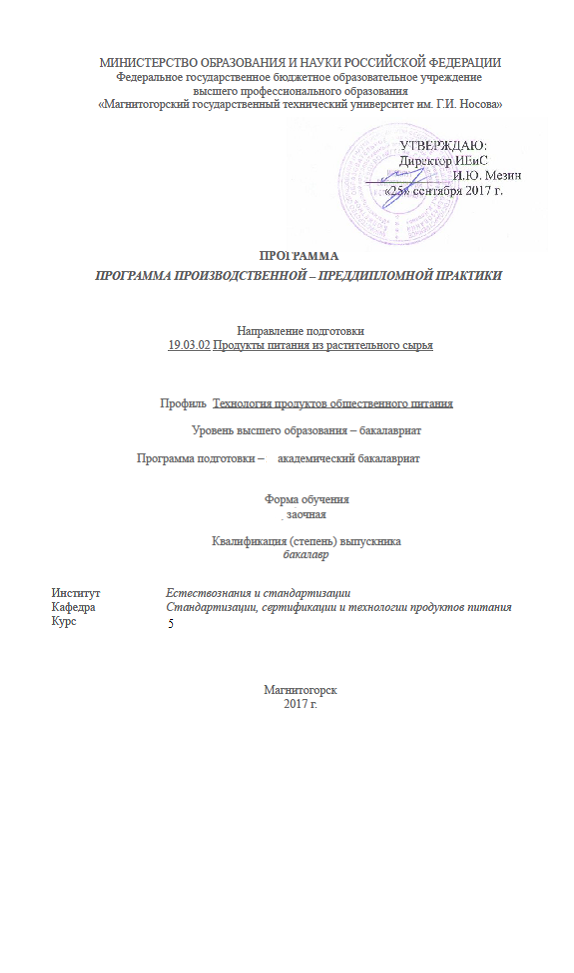 МИНИСТЕРСТВО ОБРАЗОВАНИЯ И НАУКИ РОССИЙСКОЙ ФЕДЕРАЦИИ
Федеральное государственное бюджетное образовательное учреждение
высшего профессионального образования
«Магнитогорский государственный технический университет им. Г.И. Носова»
УТВЕРЖДАЮ:
Директор ИЕиС
И.Ю. Мезин
«25» сентября 2017 г.
ПРОГРАММА
ПРОГРАММА ПРОИЗВОДСТВЕННОЙ – ПРЕДДИПЛОМНОЙ ПРАКТИКИ
Направление подготовки
19.03.02 Продукты питания из растительного сырья
Профиль Технология продуктов общественного питания
Уровень высшего образования – бакалавриат
Программа подготовки – академический бакалавриат
Форма обучения
заочная
Квалификация (степень) выпускника
бакалавр
Институт Естествознания и стандартизации
Кафедра Стандартизации, сертификации и технологии продуктов питания
Курс 5
Магнитогорск
2017 г.